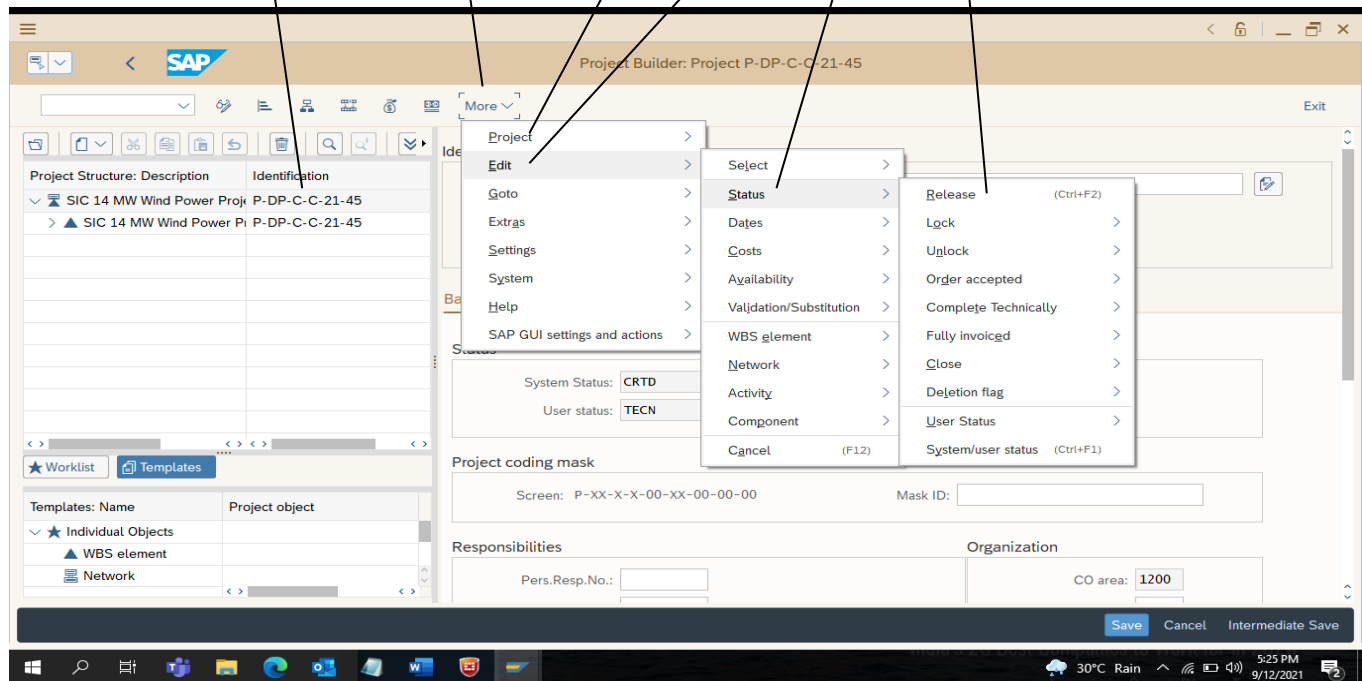 SAP
Project Builder: Project P-DP-C-C-21-45
More
Exit
Project Structure: Description Identification
SIC 14 MW Wind Power Proje P-DP-C-C-21-45
SIC 14 MW Wind Power P P-DP-C-C-21-45
Worklist Templates
Templates: Name Project object
Individual Objects
WBS element
Network
Project
Edit
Goto
Extras
Settings
System
Help
SAP GUI settings and actions
Select
Status
Dates
Costs
Availability
Validation/Substitution
WBS element
Network
Activity
Component
Cancel (F12)
Release (Ctrl+F2)
Lock
Unlock
Order accepted
Complete Technically
Fully invoiced
Close
Deletion flag
User Status
System/user status (Ctrl+F1)
Ide
Ba
Status
System Status: CRTD
User status: TECN
Project coding mask
Screen: P-XX-X-X-00-XX-00-00-00 Mask ID:
Responsibilities
Pers.Resp.No.:
Organization
CO area: 1200
Save Cancel Intermediate Save
30°C Rain
5:25 PM
9/12/2021
2